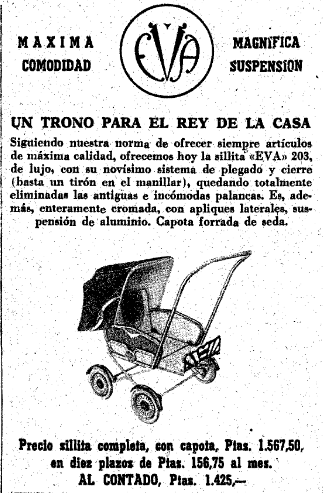 MAXIMA
COMODIDAD
EVA
MAGNIFICA
SUSPENSION
UN TRONO PARA EL REY DE LA CASA
Siguiendo nuestra norma de ofrecer siempre artículos
de máxima calidad, ofrecemos hoy la sillita «EVA» 203,
de lujo, con su novísimo sistema de plegado y cierre
(basta un tirón en el manillar), quedando totalmente
eliminadas las antiguas e incómodas palancas. Es, ade-
más, enteramente cromada, con apliques laterales, sus-
pensión de aluminio. Capota forrada de seda.
Precio sillita completa, con capota, Ptas. 1.567,50,
en diez plazos de Ptas. 156,75 al mes.
AL CONTADO, Ptas. 1.425,—